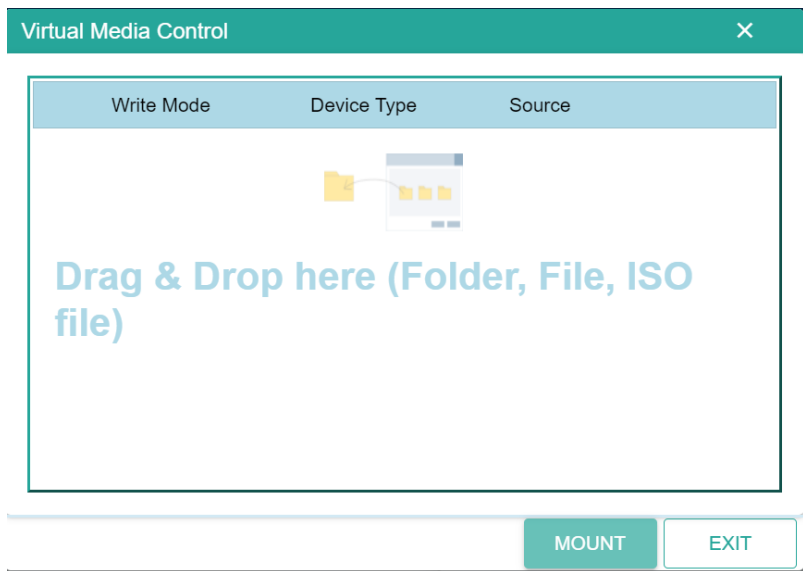 Virtual Media Control
Write Mode Device Type Source
Drag & Drop here (Folder, File, ISO
file)
MOUNT EXIT